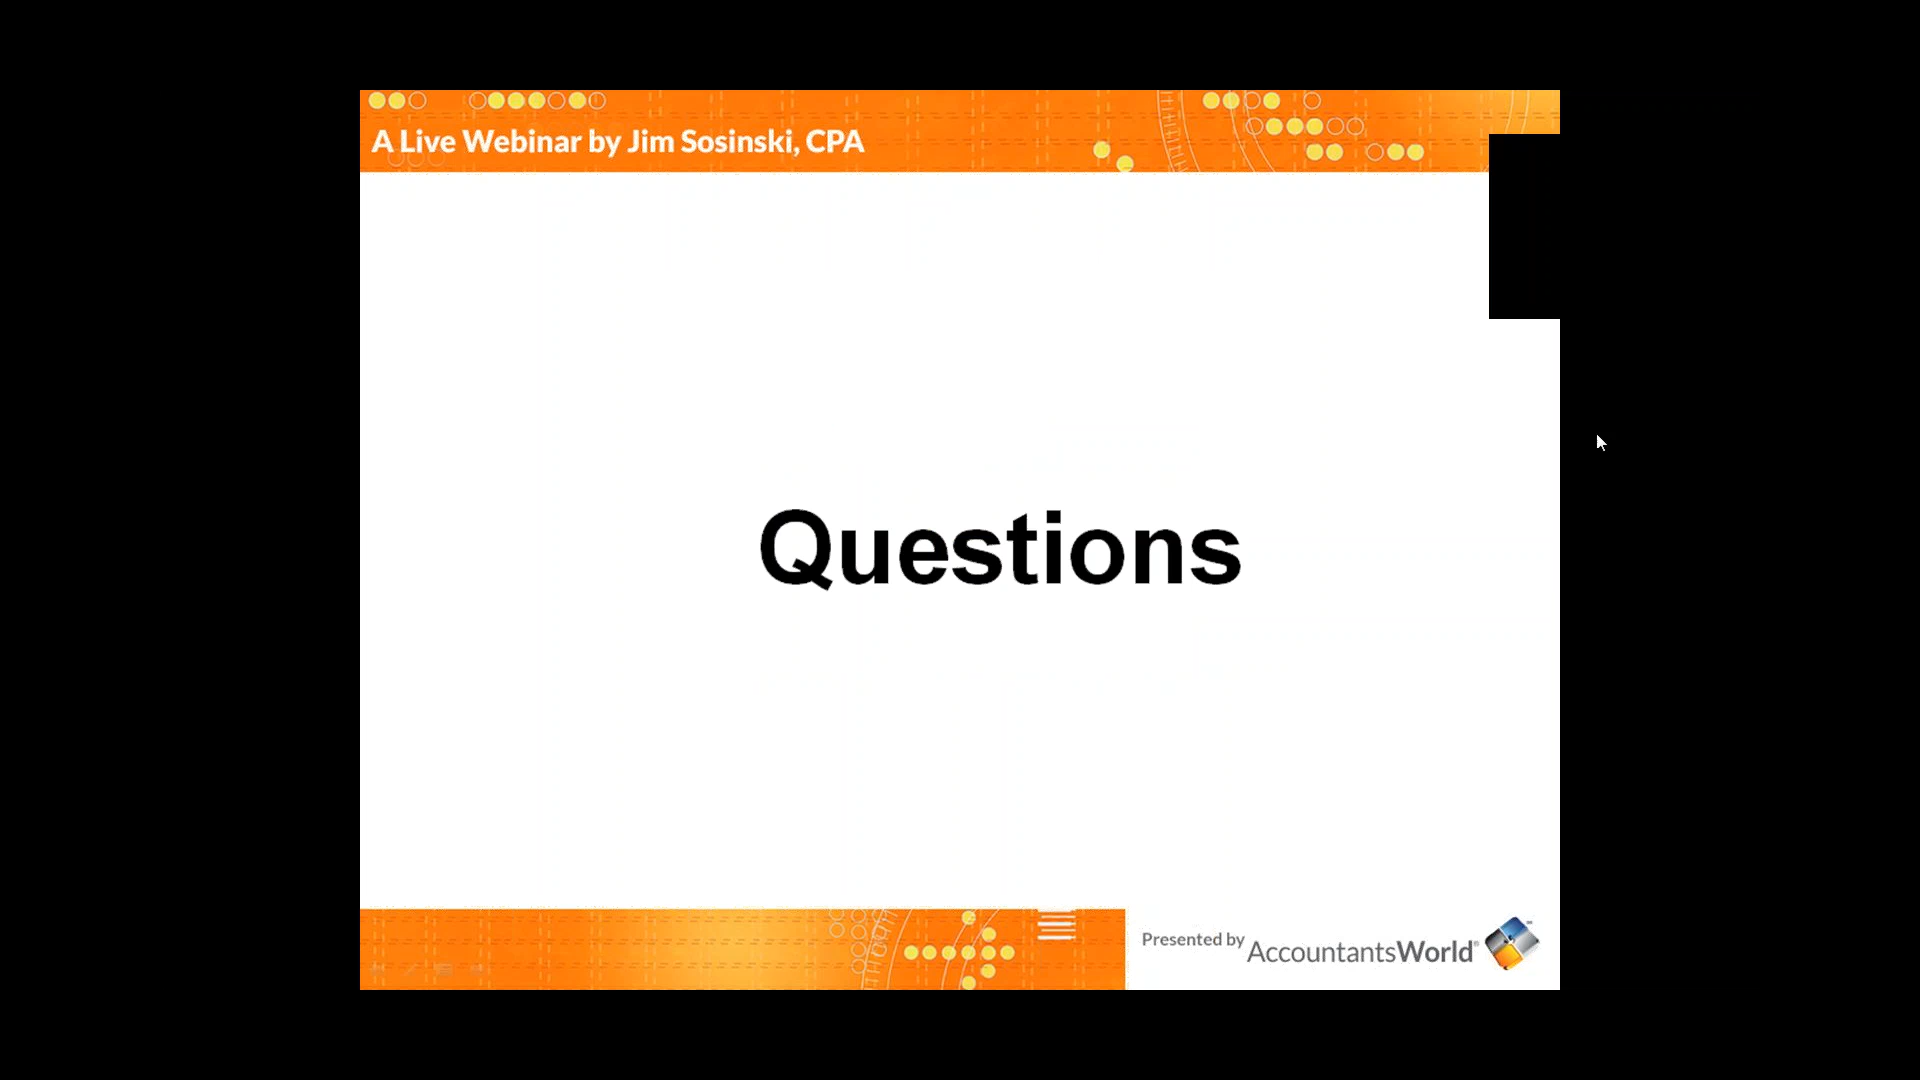 A Live Webinar by Jim Sosinski, CPA
Questions
Presented by AccountantsWorld